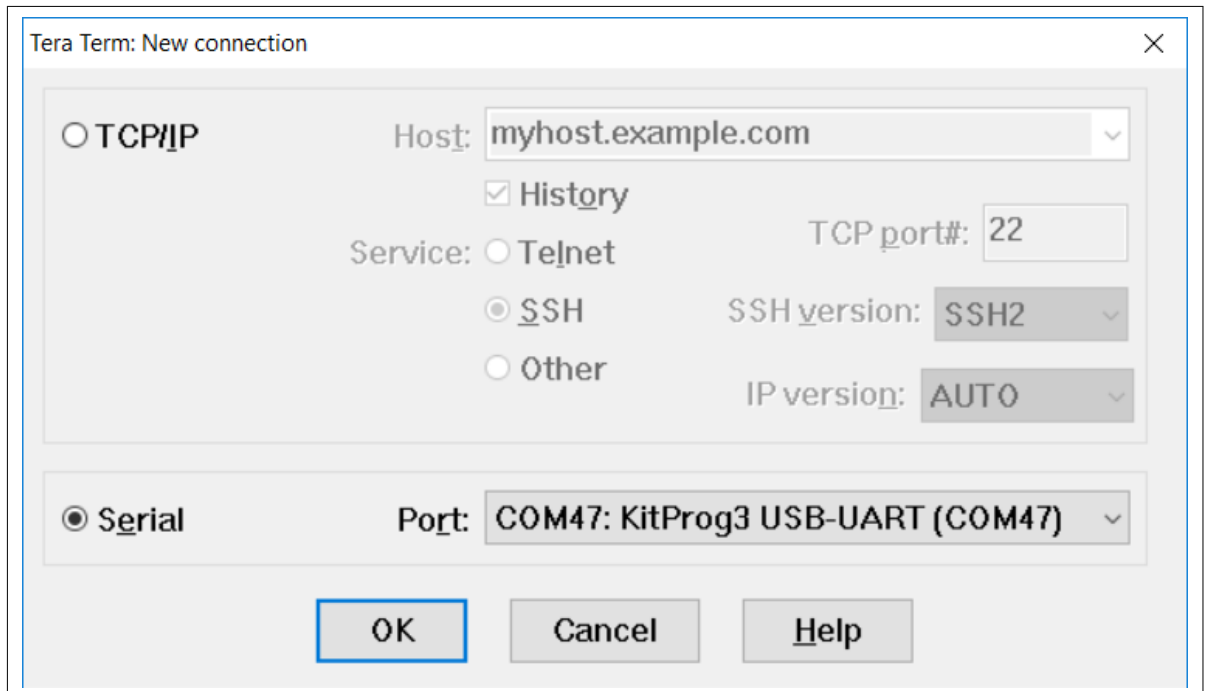 Tera Term: New connection
TCP/IP Host: myhost.example.com
History
Service: Telnet TCP port#: 22
SSH SSH version: SSH2
Other IP version: AUTO
Serial Port: COM47: KitProg3 USB-UART (COM47)
OK Cancel Help